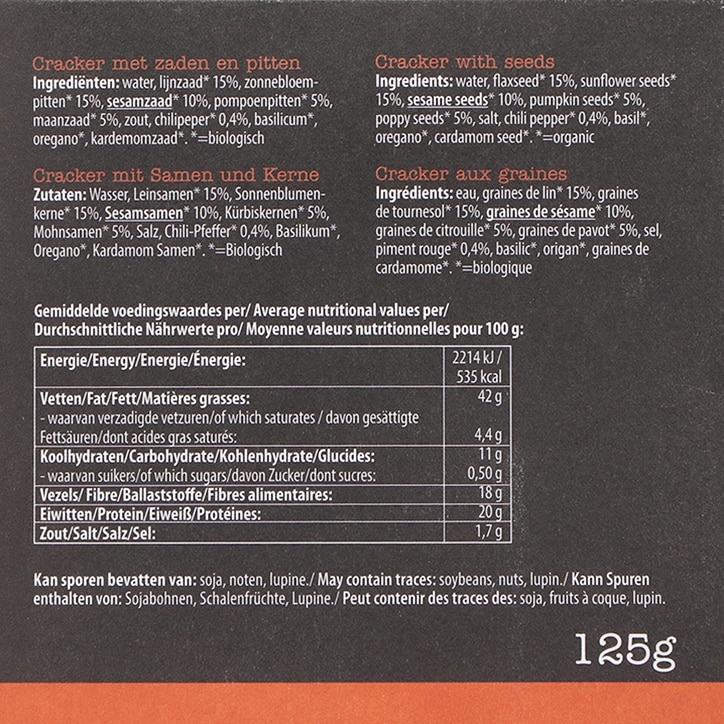 Cracker met zaden en pitten
Ingrediënten: water, lijnzaad* 15%, zonnebloem-
pitten* 15%, sesamzaad* 10%, pompoenpitten* 5%,
maanzaad* 5%, zout, chilipeper* 0,4%, basilicum*,
oregano*, kardemomzaad*. *=biologisch
Cracker with seeds
Ingredients: water, flaxseed* 15%, sunflower seeds*
15%, sesame seeds* 10%, pumpkin seeds* 5%,
poppy seeds* 5%, salt, chili pepper* 0,4%, basil*,
oregano*, cardamom seed*. *=organic
Cracker mit Samen und Kerne
Zutaten: Wasser, Leinsamen* 15%, Sonnenblumen-
kerne* 15%, Sesamsamen* 10%, Kürbiskernen* 5%,
Mohnsamen* 5%, Salz, Chili-Pfeffer* 0,4%, Basilikum*,
Oregano*, Kardamom Samen*. *=Biologisch
Cracker aux graines
Ingrédients: eau, graines de lin* 15%, graines
de tournesol* 15%, graines de sésame* 10%,
graines de citrouille* 5%, graines de pavot* 5%, sel,
piment rouge* 0,4%, basilic*, origan*, graines de
cardamome*. *=biologique
Gemiddelde voedingswaardes per/ Average nutritional values per/
Durchschnittliche Nährwerte pro/ Moyenne valeurs nutritionnelles pour 100 g:
Energie/Energy/Energie/Énergie: 2214 kJ /
535 kcal
Vetten/Fat/Fett/Matières grasses: 42 g
- waarvan verzadigde vetzuren/of which saturates / davon gesättigte
Fettsäuren/dont acides gras saturés: 4,4 g
Koolhydraten/Carbohydrate/Kohlenhydrate/Glucides: 11 g
- waarvan suikers/of which sugars/davon Zucker/dont sucres: 0,50 g
Vezels/ Fibre/Ballaststoffe/Fibres alimentaires: 18 g
Eiwitten/Protein/Eiweiß/Protéines: 20 g
Zout/Salt/Salz/Sel: 1,7 g
Kan sporen bevatten van: soja, noten, lupine./ May contain traces: soybeans, nuts, lupin./ Kann Spuren
enthalten von: Sojabohnen, Schalenfrüchte, Lupine./ Peut contenir des traces des: soja, fruits à coque, lupin.
125g